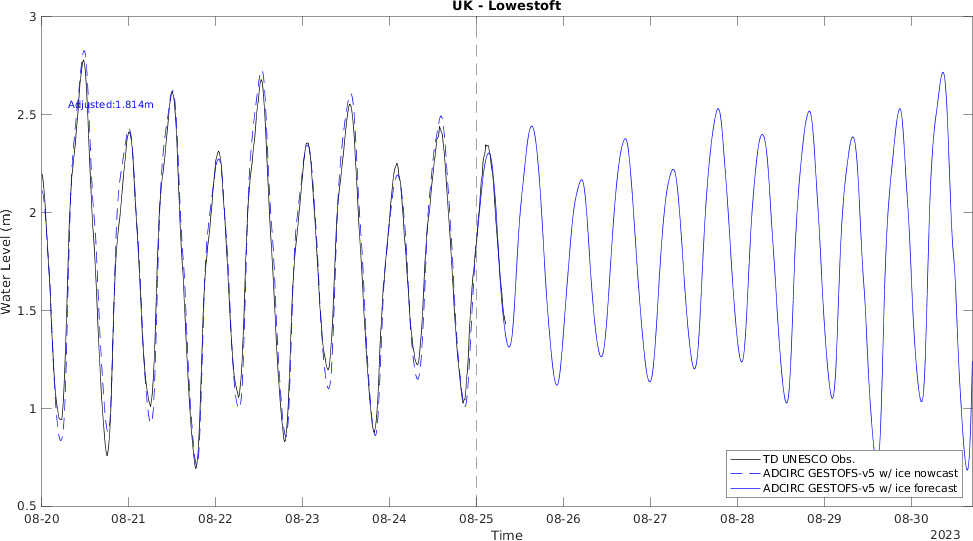 UK - Lowestoft
3
2.5
2
1.5
1
0.5
Water Level (m)
Adjusted:1.814m
TD UNESCO Obs.
ADCIRC GESTOFS-v5 w/ ice nowcast
ADCIRC GESTOFS-v5 w/ ice forecast
08-20 08-21 08-22 08-23 08-24 08-25 08-26 08-27 08-28 08-29 08-30
Time
2023